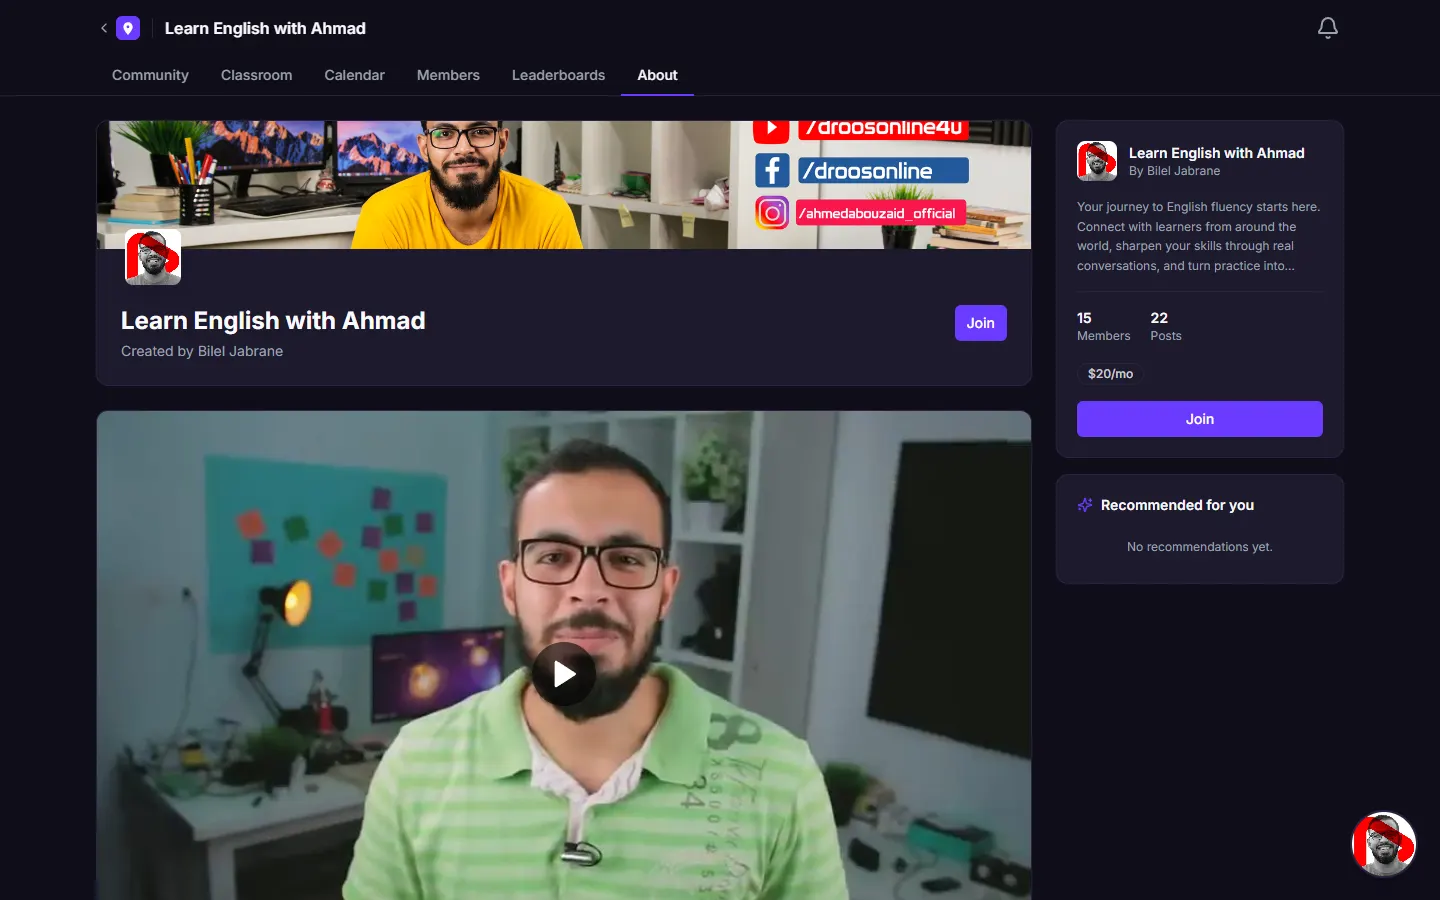 Learn English with Ahmad
Community
Classroom
Calendar
Members
Leaderboards
About
/droosonline4u
/droosonline
/ahmedabouzaid_official
Learn English with Ahmad
Created by Bilel Jabrane
Join
Learn English with Ahmad
By Bilel Jabrane
Your journey to English fluency starts here.
Connect with learners from around the
world, sharpen your skills through real
conversations, and turn practice into...
15
Members
22
Posts
$20/mo
Join
Recommended for you
No recommendations yet.
34